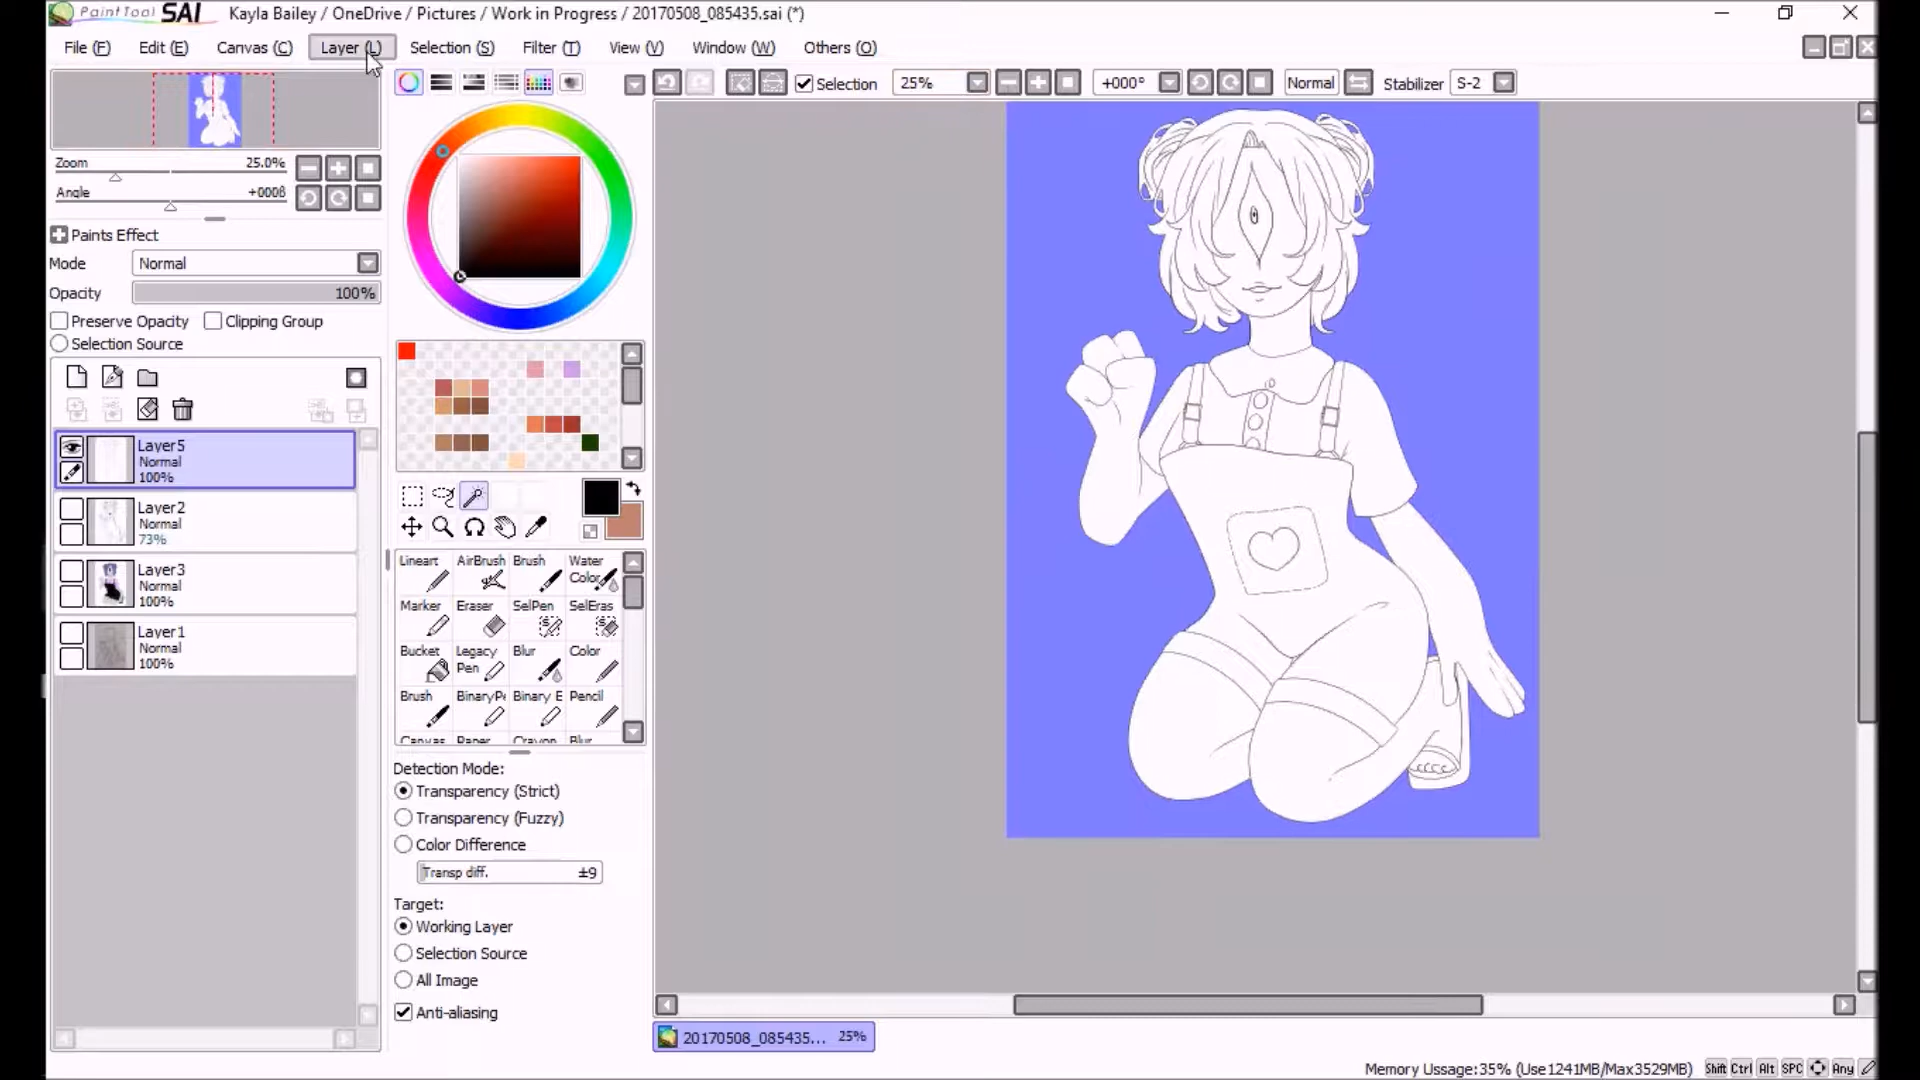 PaintTool SAI Kayla Bailey / OneDrive / Pictures / Work in Progress / 20170508_085435.sai (*)
File (F) Edit (E) Canvas (C) Layer (L) Selection (S) Filter (T) View (V) Window (W) Others (O)
Selection 25% +000° Normal Stabilizer S-2
Zoom 25.0%
Angle +000β
Paints Effect
Mode Normal
Opacity 100%
Preserve Opacity Clipping Group
Selection Source
Layer5
Normal
100%
Layer2
Normal
73%
Layer3
Normal
100%
Layer1
Normal
100%
Lineart AirBrush Brush Water Color
Marker Eraser SelPen SelEras
Bucket Legacy Pen Blur Color
Brush BinaryPe Binary E Pencil
Canvas Paper Crayon Blur
Detection Mode:
Transparency (Strict)
Transparency (Fuzzy)
Color Difference
Transp diff. ±9
Target:
Working Layer
Selection Source
All Image
Anti-aliasing
20170508_085435... 25%
Memory Ussage:35% (Use1241MB/Max3529MB) Shift Ctrl Alt SPC Any